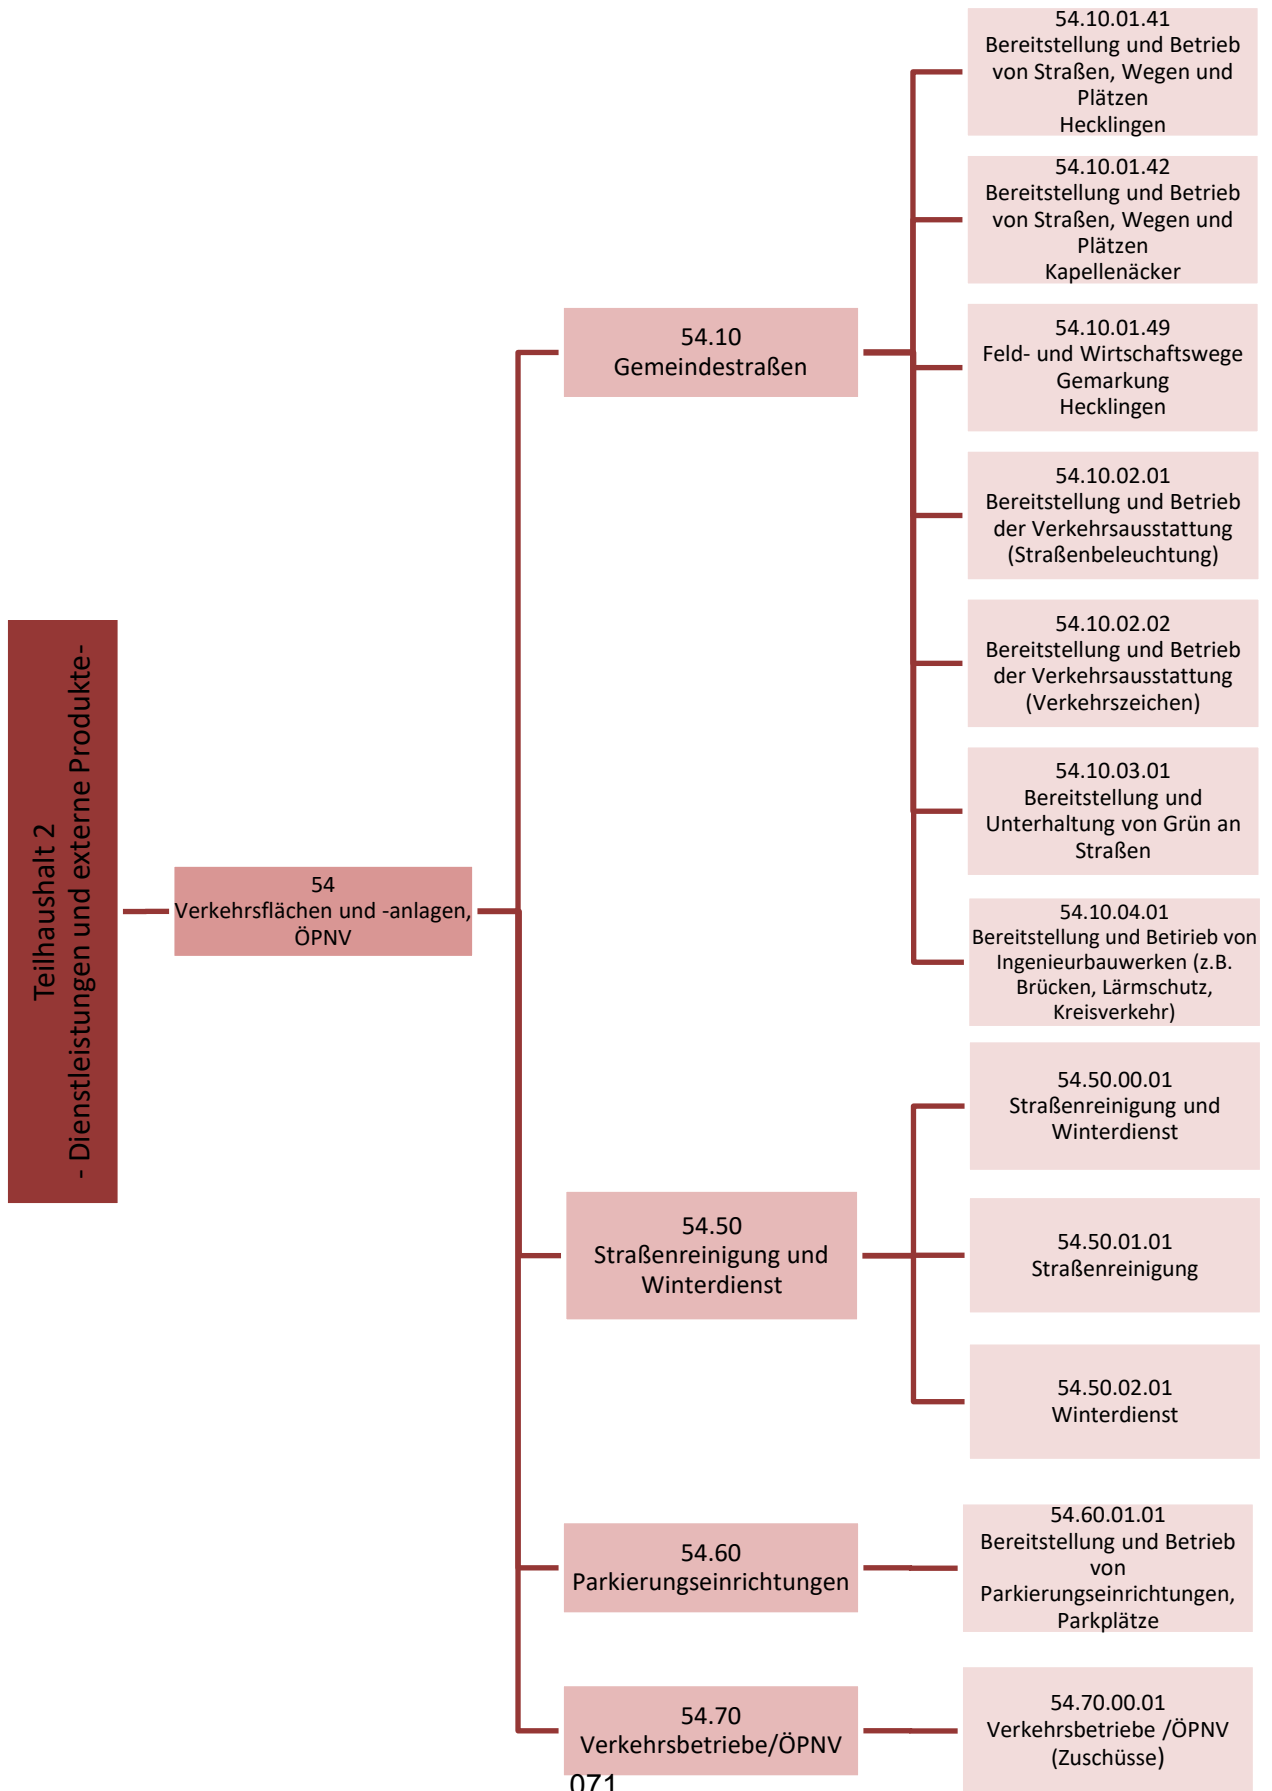 Teilhaushalt 2
- Dienstleistungen und externe Produkte-
54
Verkehrsflächen und -anlagen,
ÖPNV
54.10
Gemeindestraßen
54.10.01.41
Bereitstellung und Betrieb
von Straßen, Wegen und
Plätzen
Hecklingen
54.10.01.42
Bereitstellung und Betrieb
von Straßen, Wegen und
Plätzen
Kapellenäcker
54.10.01.49
Feld- und Wirtschaftswege
Gemarkung
Hecklingen
54.10.02.01
Bereitstellung und Betrieb
der Verkehrsausstattung
(Straßenbeleuchtung)
54.10.02.02
Bereitstellung und Betrieb
der Verkehrsausstattung
(Verkehrszeichen)
54.10.03.01
Bereitstellung und
Unterhaltung von Grün an
Straßen
54.10.04.01
Bereitstellung und Betirieb von
Ingenieurbauwerken (z.B.
Brücken, Lärmschutz,
Kreisverkehr)
54.50
Straßenreinigung und
Winterdienst
54.50.00.01
Straßenreinigung und
Winterdienst
54.50.01.01
Straßenreinigung
54.50.02.01
Winterdienst
54.60
Parkierungseinrichtungen
54.60.01.01
Bereitstellung und Betrieb
von
Parkierungseinrichtungen,
Parkplätze
54.70
Verkehrsbetriebe/ÖPNV
54.70.00.01
Verkehrsbetriebe /ÖPNV
(Zuschüsse)
071